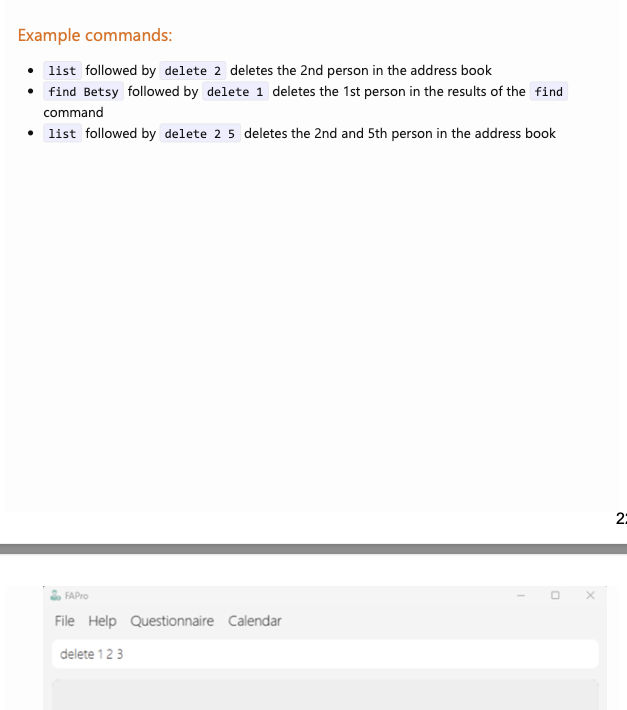 Example commands:
• list followed by delete 2 deletes the 2nd person in the address book
• find Betsy followed by delete 1 deletes the 1st person in the results of the find
command
• list followed by delete 2 5 deletes the 2nd and 5th person in the address book
FAPro
File Help Questionnaire Calendar
delete 1 2 3